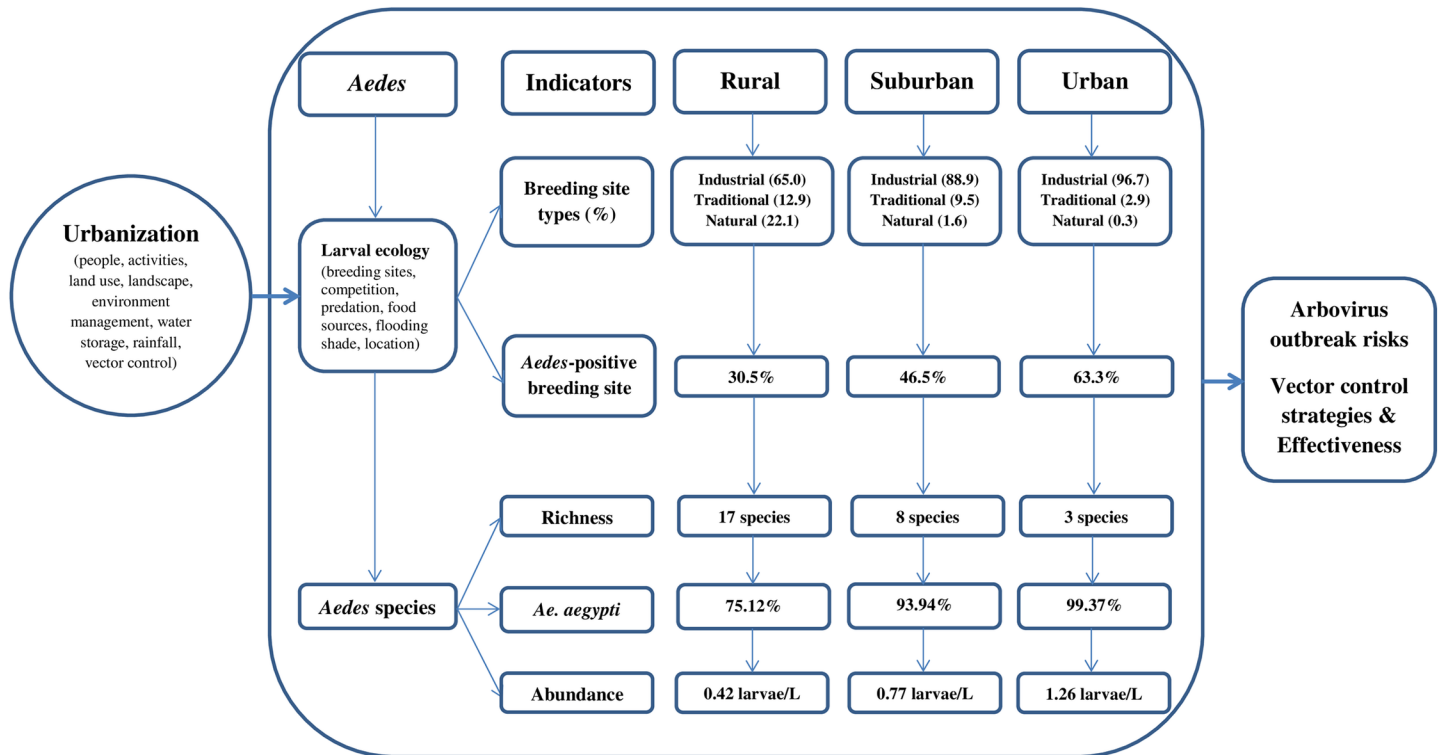 Aedes
Indicators
Rural
Suburban
Urban
Urbanization
(people, activities,
land use, landscape,
environment
management, water
storage, rainfall,
vector control)
Larval ecology
(breeding sites,
competition,
predation, food
sources, flooding
shade, location)
Breeding site
types (%)
Industrial (65.0)
Traditional (12.9)
Natural (22.1)
Industrial (88.9)
Traditional (9.5)
Natural (1.6)
Industrial (96.7)
Traditional (2.9)
Natural (0.3)
Aedes-positive
breeding site
30.5%
46.5%
63.3%
Richness
17 species
8 species
3 species
Aedes species
Ae. aegypti
75.12%
93.94%
99.37%
Abundance
0.42 larvae/L
0.77 larvae/L
1.26 larvae/L
Arbovirus
outbreak risks
Vector control
strategies &
Effectiveness